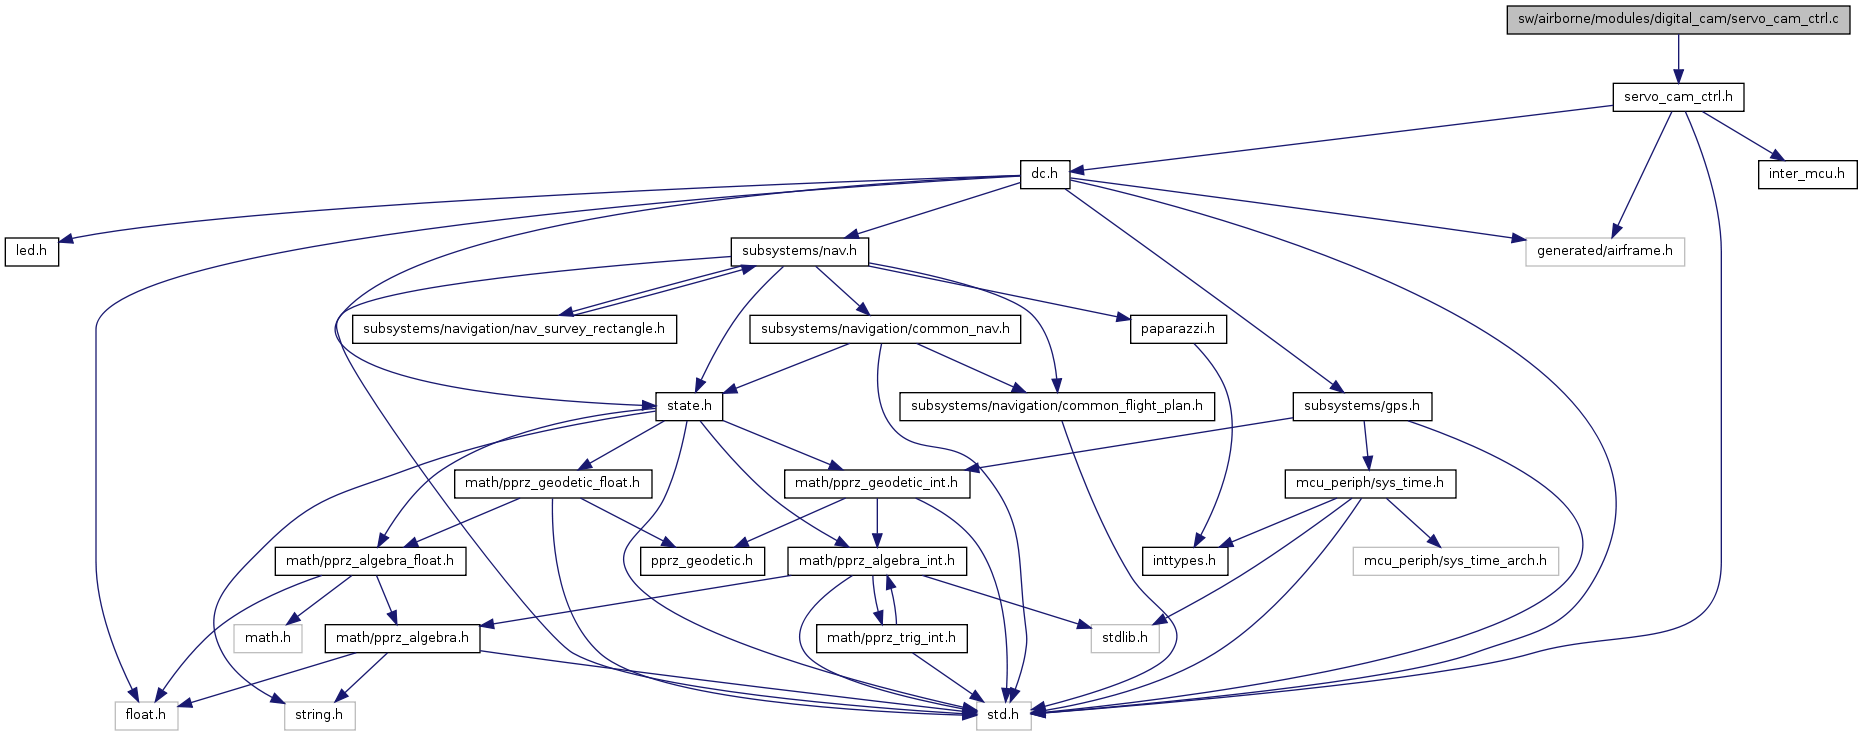 sw/airborne/modules/digital_cam/servo_cam_ctrl.c
servo_cam_ctrl.h
dc.h
inter_mcu.h
led.h
subsystems/nav.h
generated/airframe.h
subsystems/navigation/nav_survey_rectangle.h
subsystems/navigation/common_nav.h
paparazzi.h
state.h
subsystems/navigation/common_flight_plan.h
subsystems/gps.h
math/pprz_geodetic_float.h
math/pprz_geodetic_int.h
mcu_periph/sys_time.h
math/pprz_algebra_float.h
pprz_geodetic.h
math/pprz_algebra_int.h
inttypes.h
mcu_periph/sys_time_arch.h
math.h
math/pprz_algebra.h
math/pprz_trig_int.h
stdlib.h
float.h
string.h
std.h